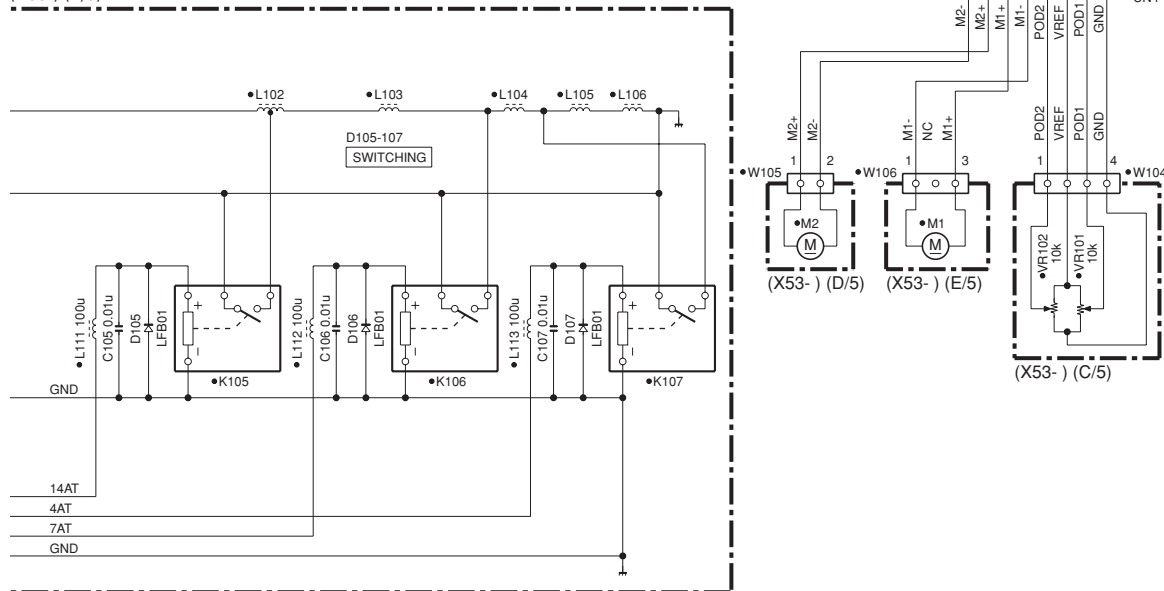 M2-
M2+
M1+
M1-
POD2
VREF
POD1
GND
•L102
•L103
•L104
•L105
•L106
D105-107
SWITCHING
M2+
M2-
M1-
NC
M1+
POD2
VREF
POD1
GND
•W105
1
2
•W106
1
3
1
4
•W104
•M2
M
(X53- ) (D/5)
•M1
M
(X53- ) (E/5)
•VR102
10k
•VR101
10k
(X53- ) (C/5)
•L111 100u
C105 0.01u
D105
LFB01
+
–
•K105
•L112 100u
C106 0.01u
D106
LFB01
+
–
•K106
•L113 100u
C107 0.01u
D107
LFB01
+
–
•K107
GND
14AT
4AT
7AT
GND